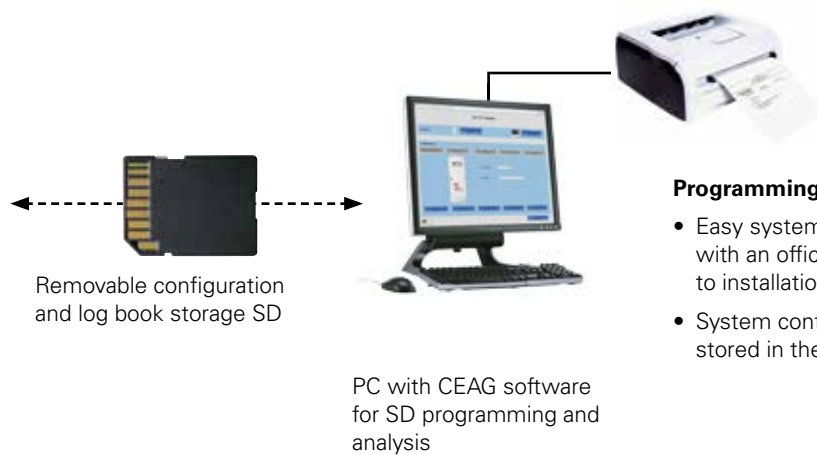 Programming
• Easy system
with an offic
to installatio
• System conf
stored in the
Removable configuration
and log book storage SD
PC with CEAG software
for SD programming and
analysis